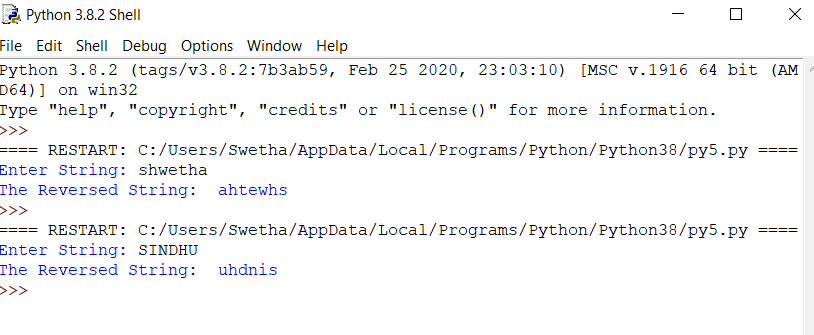 Python 3.8.2 Shell
File Edit Shell Debug Options Window Help
Python 3.8.2 (tags/v3.8.2:7b3ab59, Feb 25 2020, 23:03:10) [MSC v.1916 64 bit (AM
D64)] on win32
Type "help", "copyright", "credits" or "license()" for more information.
>>>
==== RESTART: C:/Users/Swetha/AppData/Local/Programs/Python/Python38/py5.py ====
Enter String: shwetha
The Reversed String:  ahtewhs
>>>
==== RESTART: C:/Users/Swetha/AppData/Local/Programs/Python/Python38/py5.py ====
Enter String: SINDHU
The Reversed String:  uhdnis
>>>